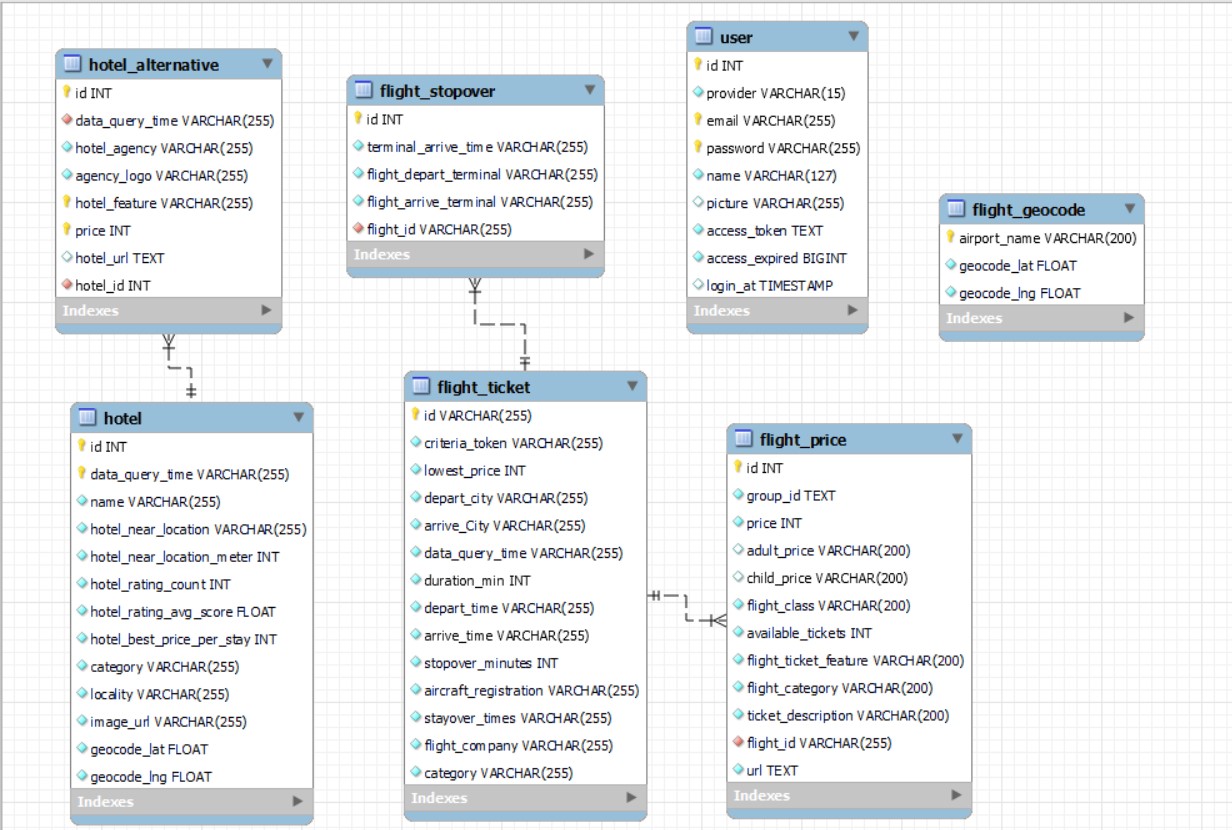 hotel_alternative
id INT
data_query_time VARCHAR(255)
hotel_agency VARCHAR(255)
agency_logo VARCHAR(255)
hotel_feature VARCHAR(255)
price INT
hotel_url TEXT
hotel_id INT
Indexes
flight_stopover
id INT
terminal_arrive_time VARCHAR(255)
flight_depart_terminal VARCHAR(255)
flight_arrive_terminal VARCHAR(255)
flight_id VARCHAR(255)
Indexes
user
id INT
provider VARCHAR(15)
email VARCHAR(255)
password VARCHAR(255)
name VARCHAR(127)
picture VARCHAR(255)
access_token TEXT
access_expired BIGINT
login_at TIMESTAMP
Indexes
flight_geocode
airport_name VARCHAR(200)
geocode_lat FLOAT
geocode_lng FLOAT
Indexes
hotel
id INT
data_query_time VARCHAR(255)
name VARCHAR(255)
hotel_near_location VARCHAR(255)
hotel_near_location_meter INT
hotel_rating_count INT
hotel_rating_avg_score FLOAT
hotel_best_price_per_stay INT
category VARCHAR(255)
locality VARCHAR(255)
image_url VARCHAR(255)
geocode_lat FLOAT
geocode_lng FLOAT
Indexes
flight_ticket
id VARCHAR(255)
criteria_token VARCHAR(255)
lowest_price INT
depart_city VARCHAR(255)
arrive_City VARCHAR(255)
data_query_time VARCHAR(255)
duration_min INT
depart_time VARCHAR(255)
arrive_time VARCHAR(255)
stopover_minutes INT
aircraft_registration VARCHAR(255)
stayover_times VARCHAR(255)
flight_company VARCHAR(255)
category VARCHAR(255)
Indexes
flight_price
id INT
group_id TEXT
price INT
adult_price VARCHAR(200)
child_price VARCHAR(200)
flight_class VARCHAR(200)
available_tickets INT
flight_ticket_feature VARCHAR(200)
flight_category VARCHAR(200)
ticket_description VARCHAR(200)
flight_id VARCHAR(255)
url TEXT
Indexes